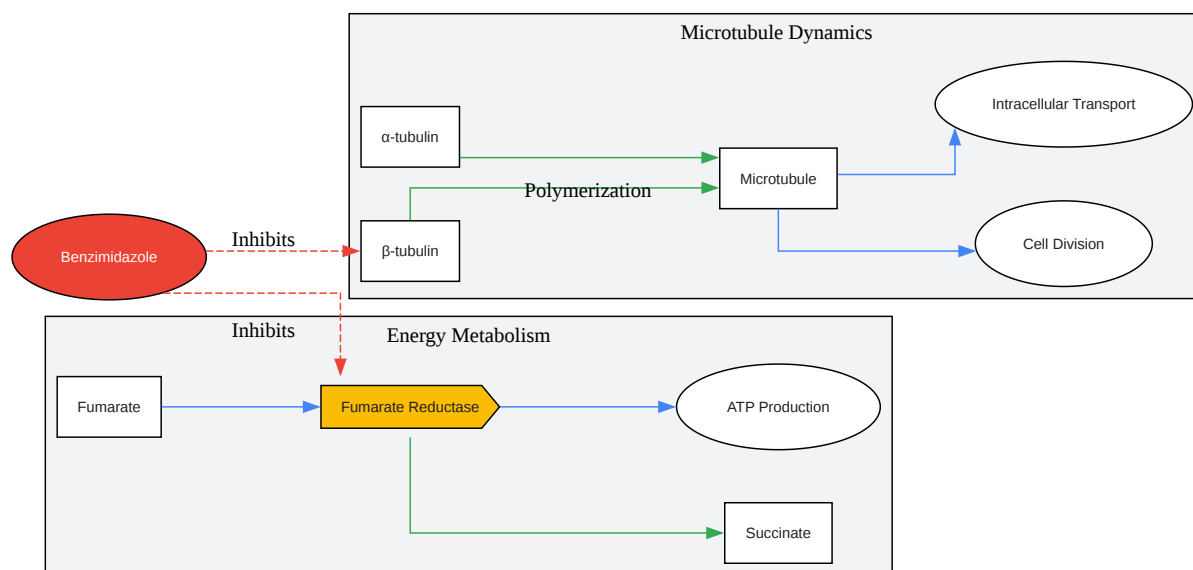 Microtubule Dynamics
Intracellular Transport
α-tubulin
Microtubule
Polymerization
Inhibits
Benzimidazole
β-tubulin
Cell Division
Inhibits
Energy Metabolism
Fumarate
Fumarate Reductase
ATP Production
Succinate